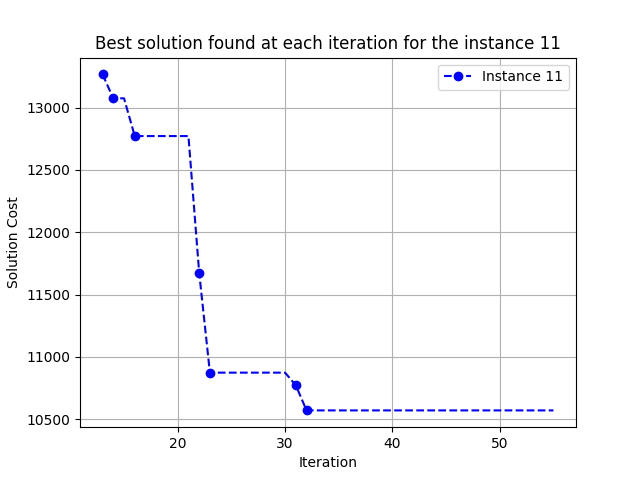 Best solution found at each iteration for the instance 11
Instance 11
13000
12500
12000
11500
11000
10500
Solution Cost
20 30 40 50
Iteration